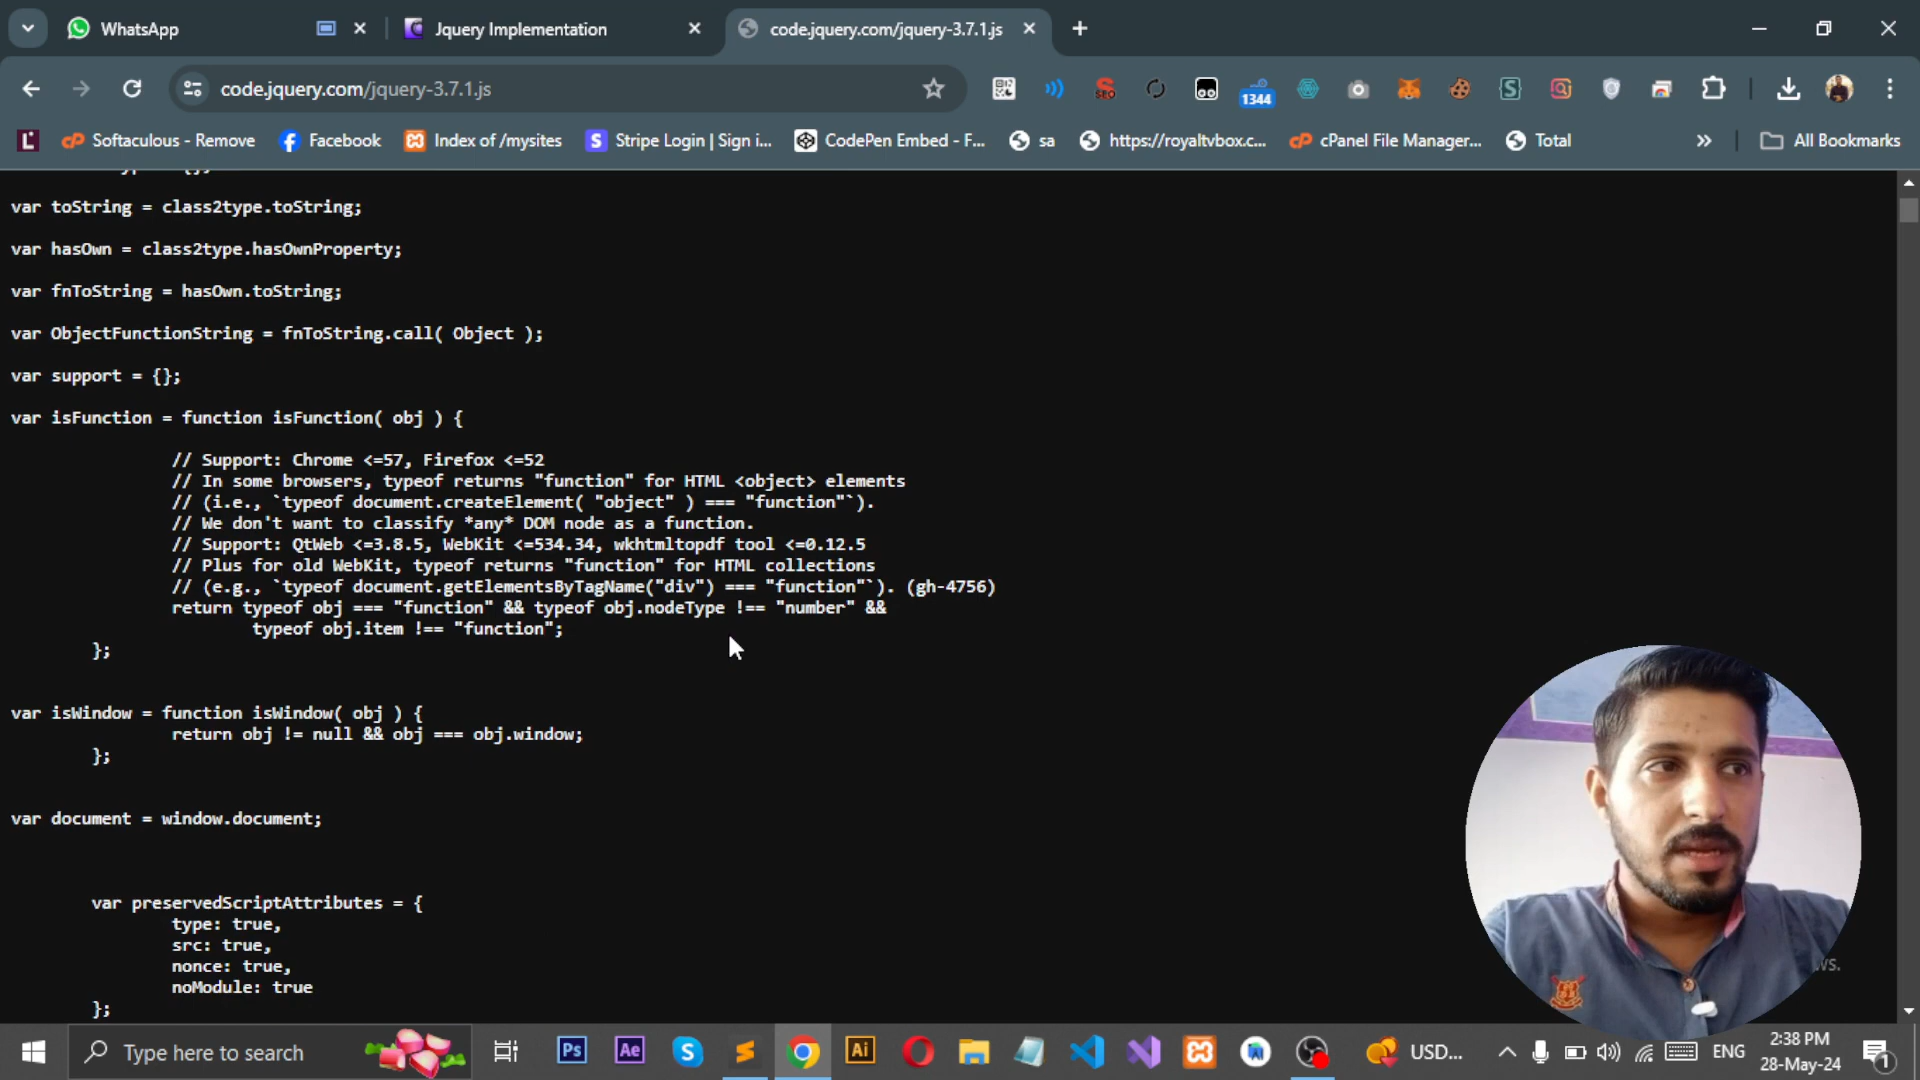 WhatsApp
Jquery Implementation
code.jquery.com/jquery-3.7.1.js
code.jquery.com/jquery-3.7.1.js
SEO
1344
Softaculous - Remove
Facebook
Index of /mysites
Stripe Login | Sign i...
CodePen Embed - F...
sa
https://royaltvbox.c...
cPanel File Manager...
Total
All Bookmarks
var toString = class2type.toString;
var hasOwn = class2type.hasOwnProperty;
var fnToString = hasOwn.toString;
var ObjectFunctionString = fnToString.call( Object );
var support = {};
var isFunction = function isFunction( obj ) {
// Support: Chrome <=57, Firefox <=52
// In some browsers, typeof returns "function" for HTML <object> elements
// (i.e., `typeof document.createElement( "object" ) === "function"`).
// We don't want to classify *any* DOM node as a function.
// Support: QtWeb <=3.8.5, WebKit <=534.34, wkhtmltopdf tool <=0.12.5
// Plus for old WebKit, typeof returns "function" for HTML collections
// (e.g., `typeof document.getElementsByTagName("div") === "function"`). (gh-4756)
return typeof obj === "function" && typeof obj.nodeType !== "number" &&
typeof obj.item !== "function";
};
var isWindow = function isWindow( obj ) {
return obj != null && obj === obj.window;
};
var document = window.document;
var preservedScriptAttributes = {
type: true,
src: true,
nonce: true,
noModule: true
};
Type here to search
Ps
Ae
Ai
USD...
ENG
2:38 PM
28-May-24
1